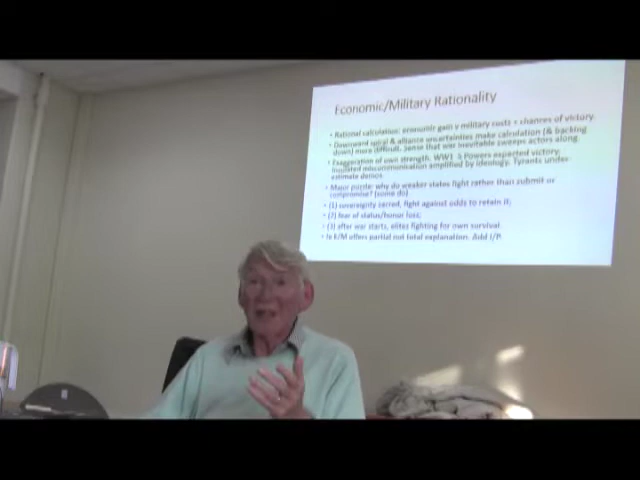 Economic/Military Rationality
• Rational calculation: economic gain v military costs + chances of victory.
• Downward spiral & alliance uncertainties make calculation (& backing
down) more difficult. Sense that war inevitable sweeps actors along.
• Exaggeration of own strength. WW1 Powers expected victory.
Insulated miscommunication amplified by ideology. Tyrants under-
estimate demos.
• Major puzzle: why do weaker states fight rather than submit or
compromise? (some do)
• (1) sovereignty sacred, fight against odds to retain it;
• (2) fear of status/honor loss;
• (3) after war starts, elites fighting for own survival.
• E/M offers partial not total explanation. Add I/P.